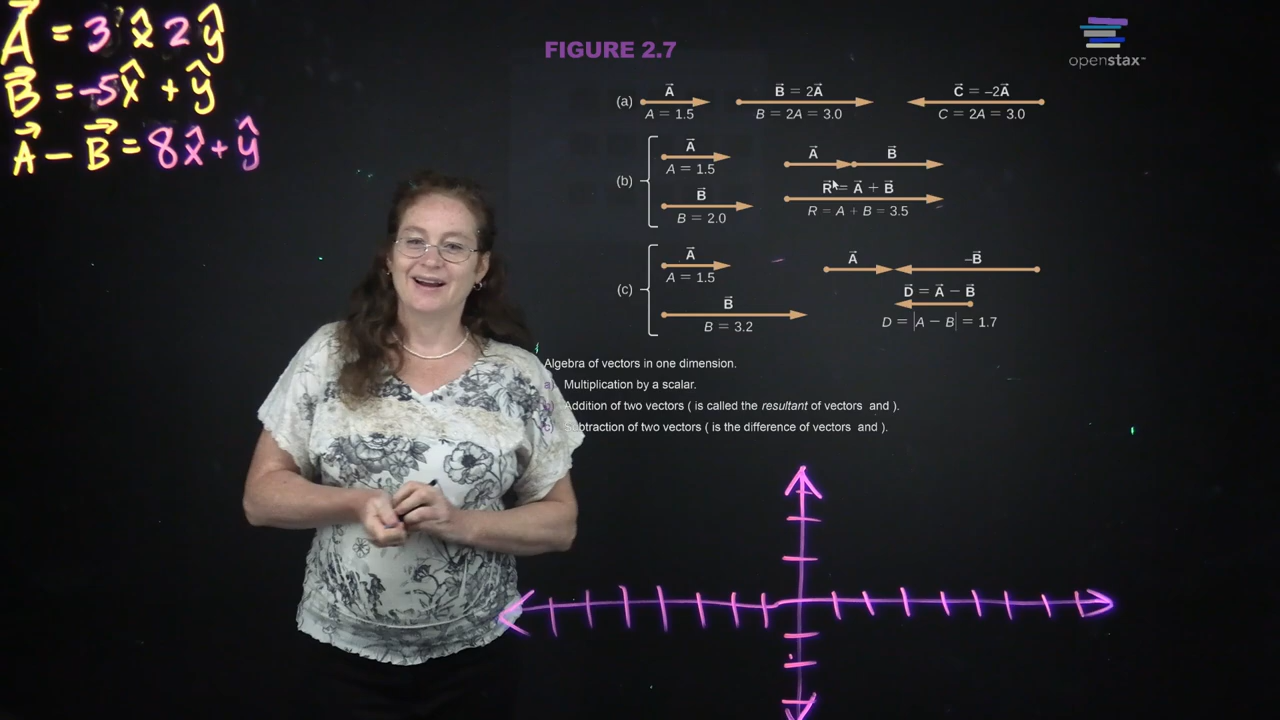 A⃗ = 3 x̂ 2 ŷ
B⃗ = -5x̂ + ŷ
A⃗ − B⃗ = 8x̂ + ŷ
FIGURE 2.7
openstax™
(a)
A⃗
A = 1.5
B⃗ = 2A⃗
B = 2A = 3.0
C⃗ = −2A⃗
C = 2A = 3.0
(b)
A⃗
A = 1.5
B⃗
B = 2.0
A⃗ B⃗
R⃗ = A⃗ + B⃗
R = A + B = 3.5
(c)
A⃗
A = 1.5
B⃗
B = 3.2
A⃗ −B⃗
D⃗ = A⃗ − B⃗
D = |A − B| = 1.7
Algebra of vectors in one dimension.
a) Multiplication by a scalar.
b) Addition of two vectors ( is called the resultant of vectors and ).
c) Subtraction of two vectors ( is the difference of vectors and ).